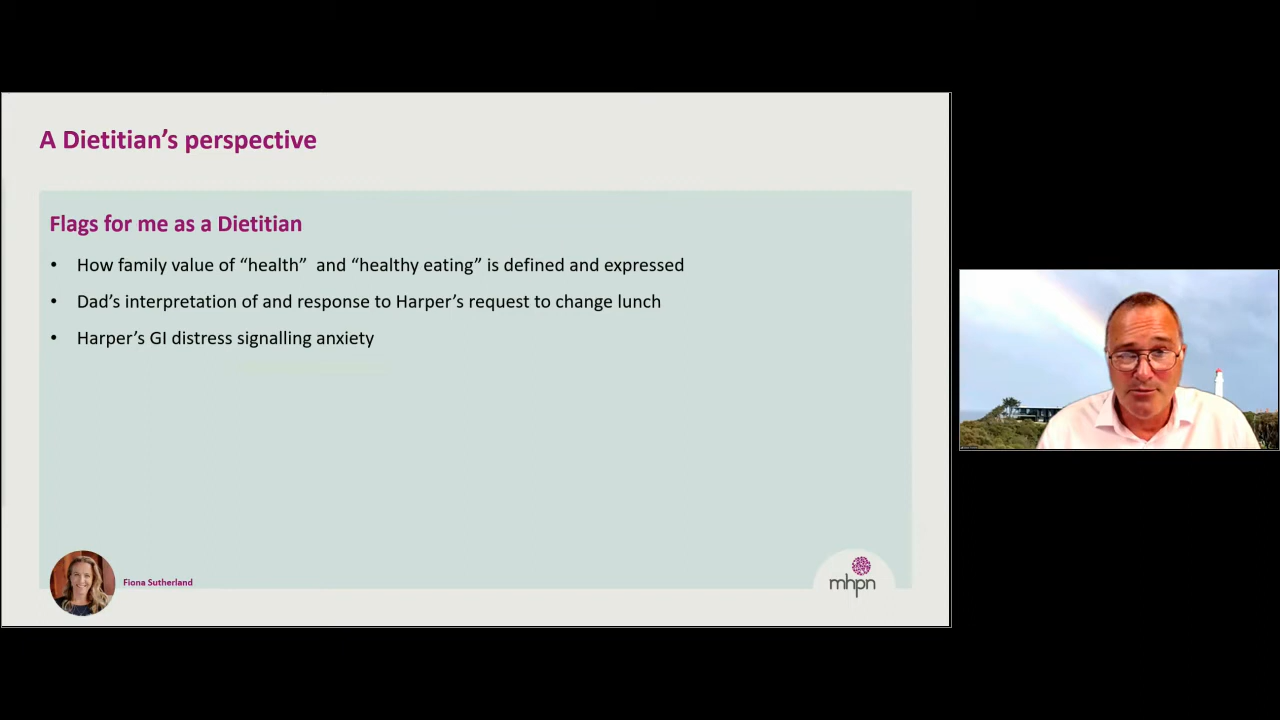 A Dietitian’s perspective
Flags for me as a Dietitian
• How family value of “health”  and “healthy eating” is defined and expressed
• Dad’s interpretation of and response to Harper’s request to change lunch
• Harper’s GI distress signalling anxiety
Fiona Sutherland
mhpn